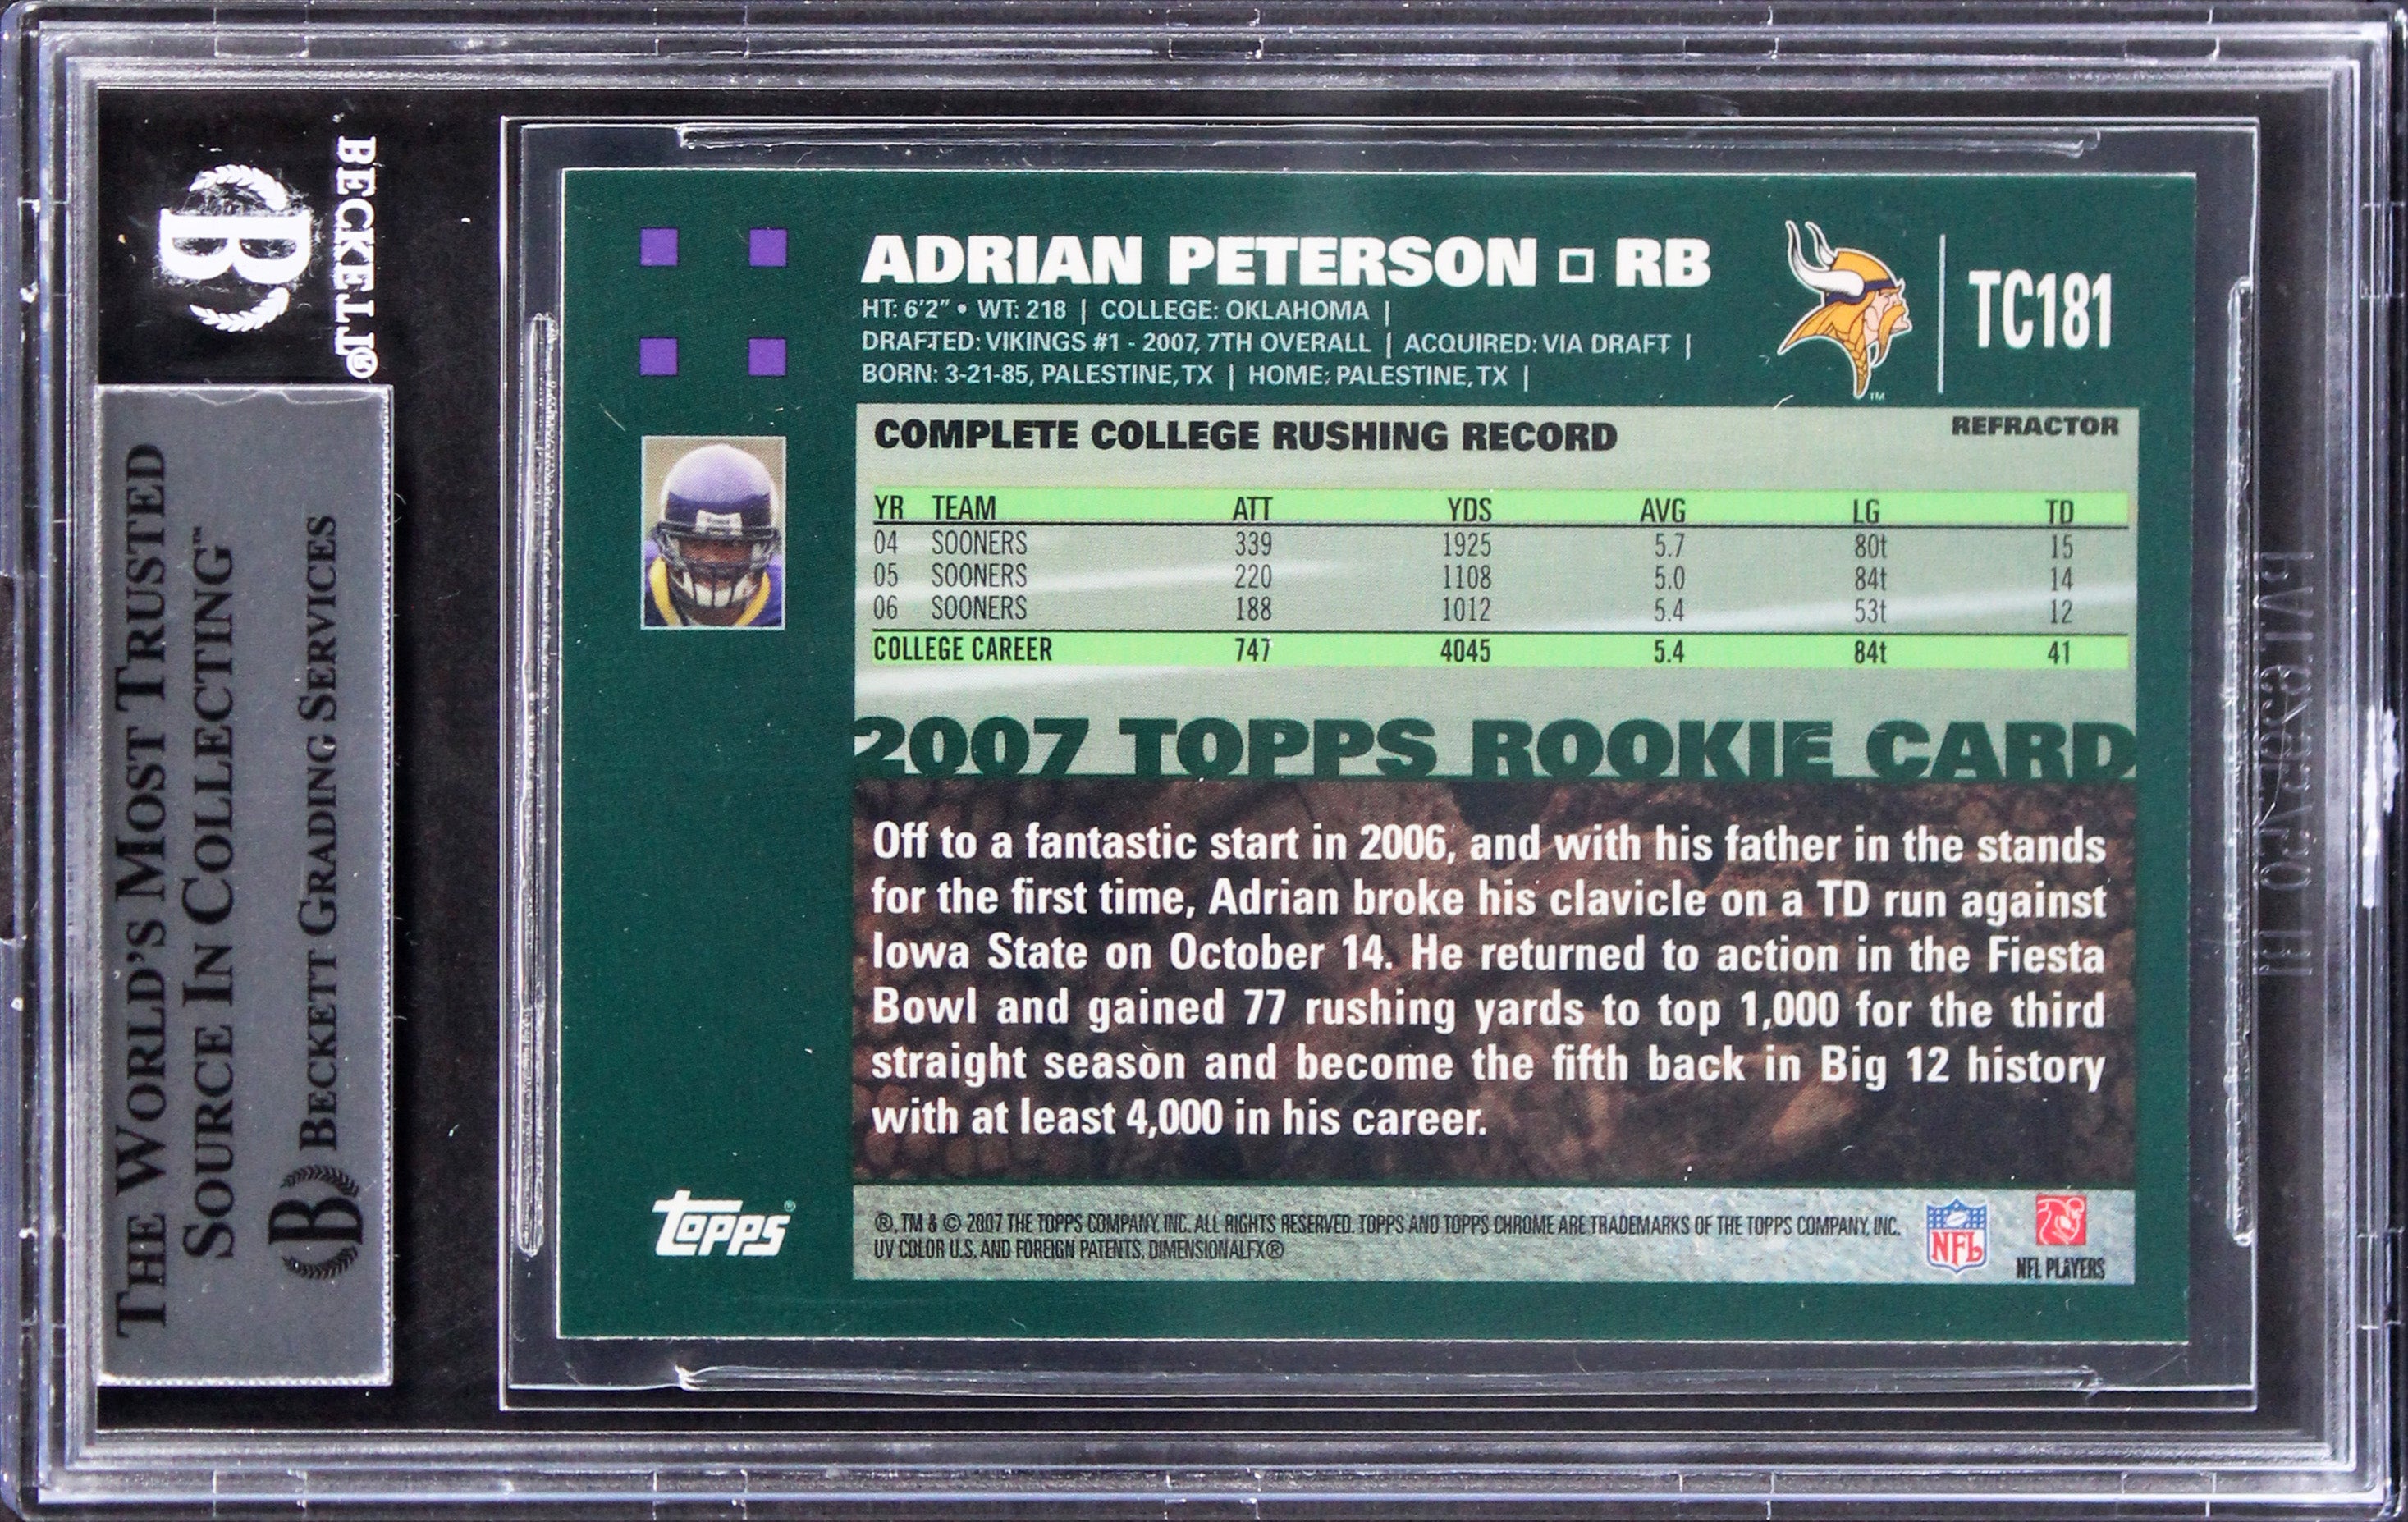 BECKETT®
B
THE WORLD'S MOST TRUSTED
SOURCE IN COLLECTING™
B BECKETT GRADING SERVICES
ADRIAN PETERSON □ RB
HT: 6'2" • WT: 218 | COLLEGE: OKLAHOMA |
DRAFTED: VIKINGS #1 - 2007, 7TH OVERALL | ACQUIRED: VIA DRAFT |
BORN: 3-21-85, PALESTINE, TX | HOME: PALESTINE, TX |
TM
TC181
COMPLETE COLLEGE RUSHING RECORD
REFRACTOR
YR TEAM ATT YDS AVG LG TD
04 SOONERS 339 1925 5.7 80t 15
05 SOONERS 220 1108 5.0 84t 14
06 SOONERS 188 1012 5.4 53t 12
COLLEGE CAREER 747 4045 5.4 84t 41
2007 TOPPS ROOKIE CARD
Off to a fantastic start in 2006, and with his father in the stands
for the first time, Adrian broke his clavicle on a TD run against
Iowa State on October 14. He returned to action in the Fiesta
Bowl and gained 77 rushing yards to top 1,000 for the third
straight season and become the fifth back in Big 12 history
with at least 4,000 in his career.
topps®
®, TM & © 2007 THE TOPPS COMPANY, INC. ALL RIGHTS RESERVED. TOPPS AND TOPPS CHROME ARE TRADEMARKS OF THE TOPPS COMPANY, INC.
UV COLOR U.S. AND FOREIGN PATENTS, DIMENSIONALFX®
NFL
NFL PLAYERS